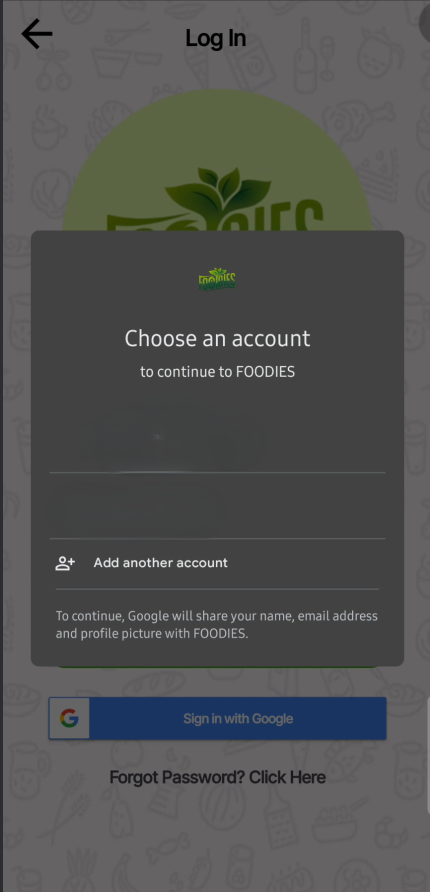 Log In
FOODIES
Choose an account
to continue to FOODIES
Add another account
To continue, Google will share your name, email address
and profile picture with FOODIES.
G
Sign in with Google
Forgot Password? Click Here